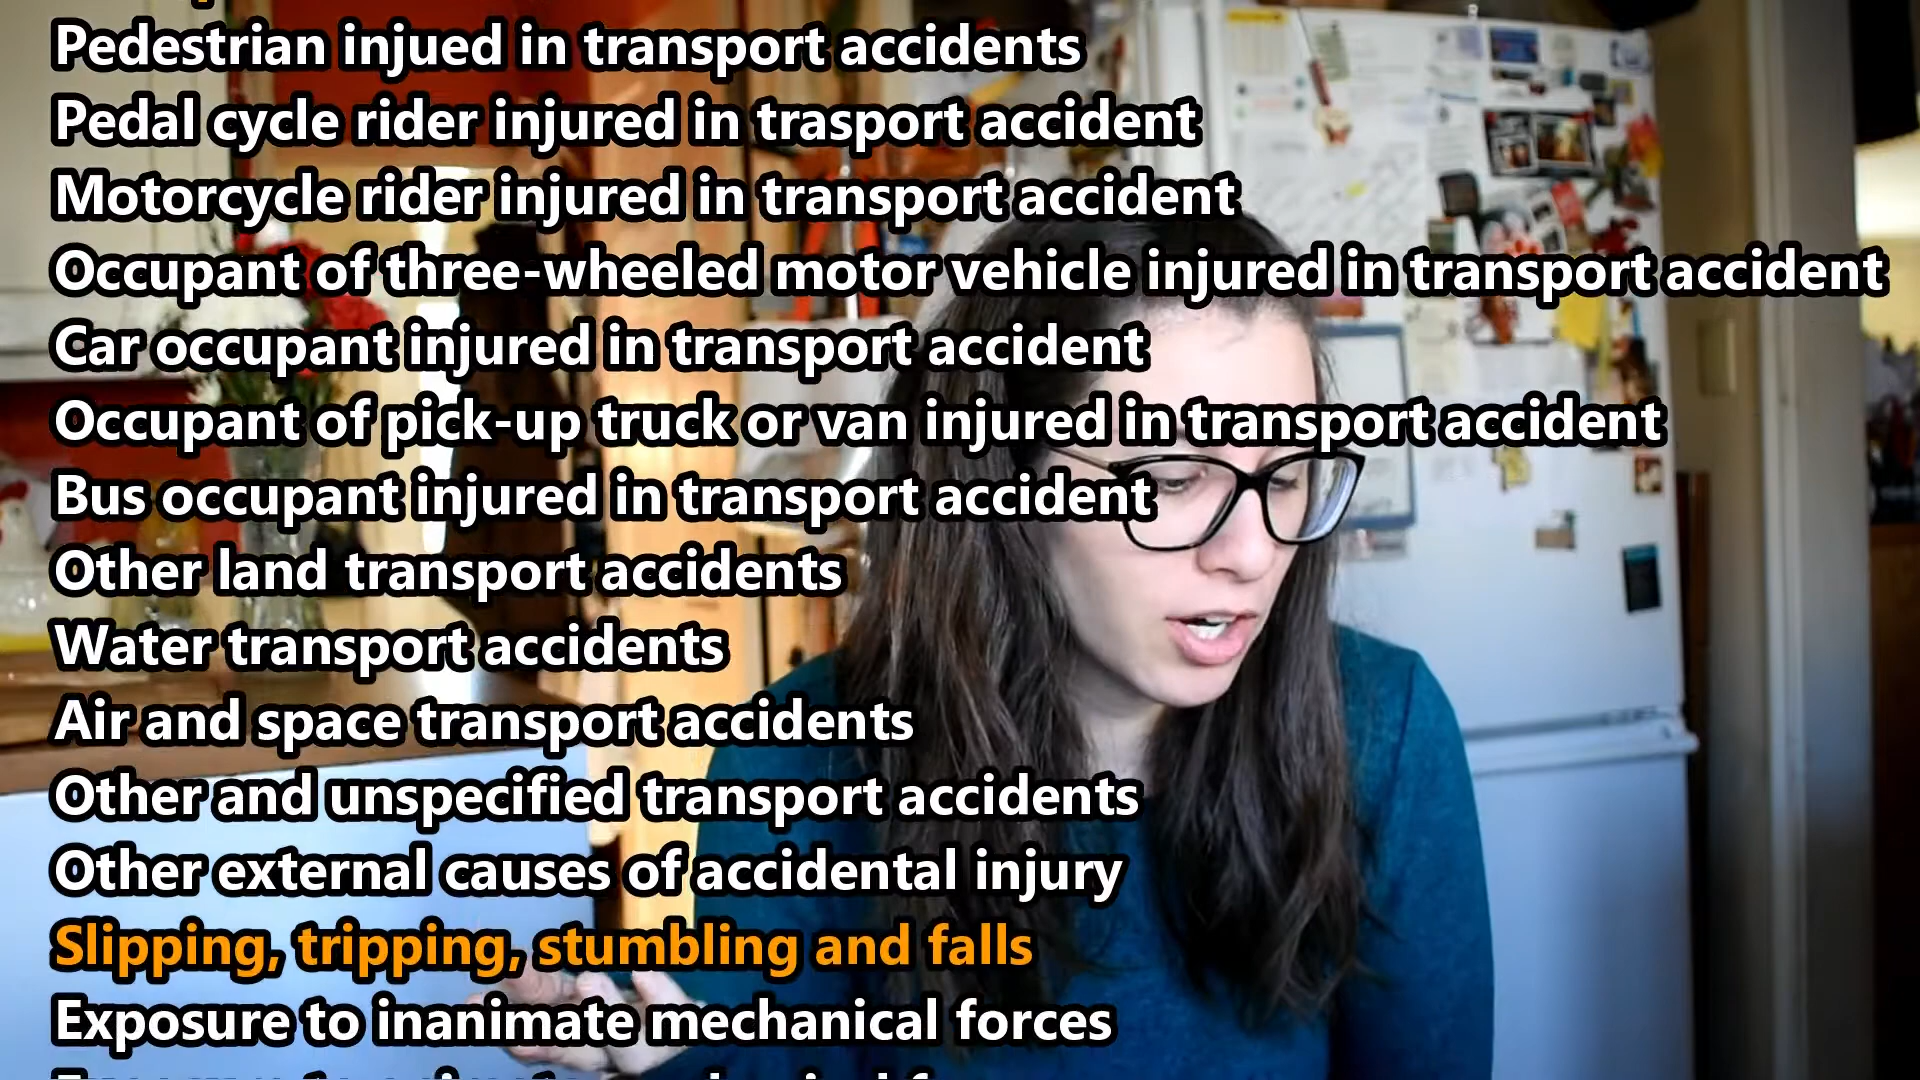 Pedestrian injued in transport accidents
Pedal cycle rider injured in trasport accident
Motorcycle rider injured in transport accident
Occupant of three-wheeled motor vehicle injured in transport accident
Car occupant injured in transport accident
Occupant of pick-up truck or van injured in transport accident
Bus occupant injured in transport accident
Other land transport accidents
Water transport accidents
Air and space transport accidents
Other and unspecified transport accidents
Other external causes of accidental injury
Slipping, tripping, stumbling and falls
Exposure to inanimate mechanical forces